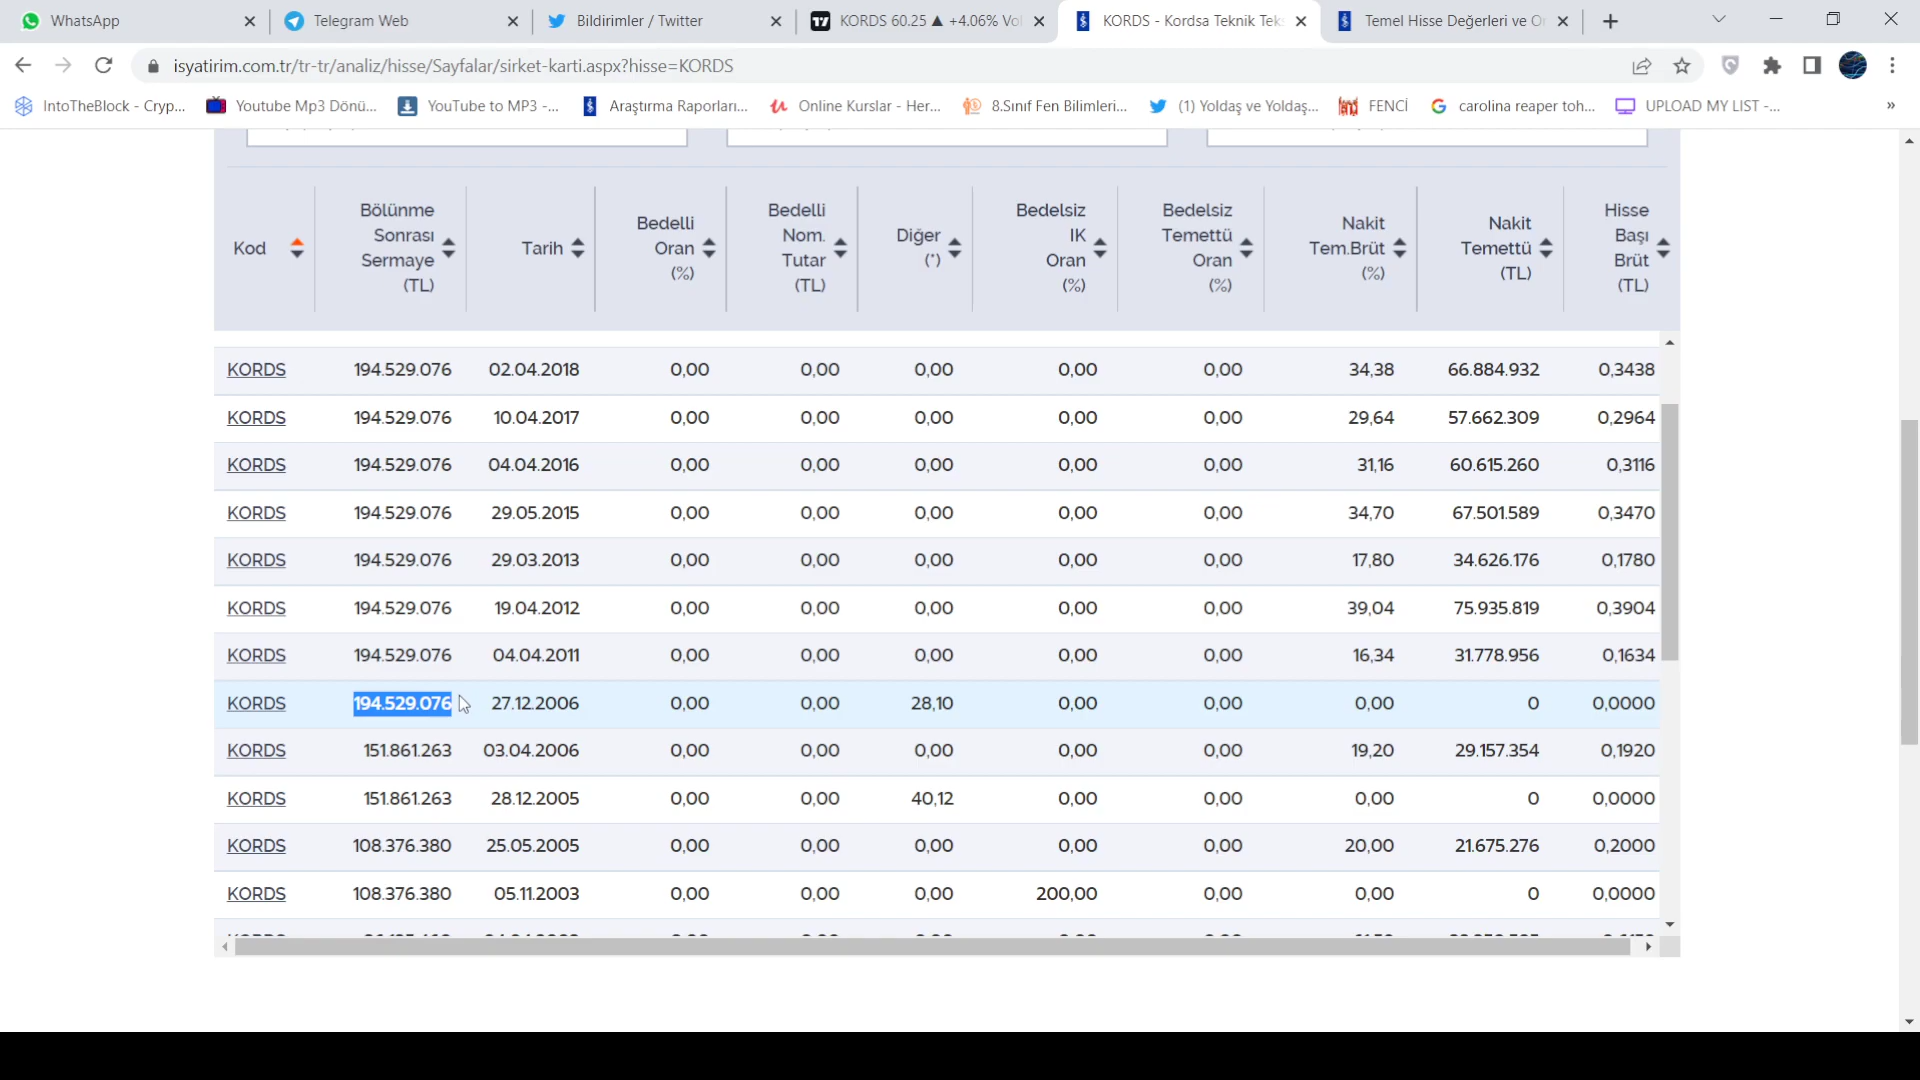 WhatsApp
Telegram Web
Bildirimler / Twitter
KORDS 60.25 ▲ +4.06% Vo
KORDS - Kordsa Teknik Teks
Temel Hisse Değerleri ve Or
isyatirim.com.tr/tr-tr/analiz/hisse/Sayfalar/sirket-karti.aspx?hisse=KORDS
IntoTheBlock - Cryp...
Youtube Mp3 Dönü...
YouTube to MP3 -...
Araştırma Raporları...
Online Kurslar - Her...
8.Sınıf Fen Bilimleri...
(1) Yoldaş ve Yoldaş...
FENCİ
carolina reaper toh...
UPLOAD MY LIST -...
»
Kod
Bölünme
Sonrası
Sermaye
(TL)
Tarih
Bedelli
Oran
(%)
Bedelli
Nom.
Tutar
(TL)
Diğer
(*)
Bedelsiz
IK
Oran
(%)
Bedelsiz
Temettü
Oran
(%)
Nakit
Tem.Brüt
(%)
Nakit
Temettü
(TL)
Hisse
Başı
Brüt
(TL)
KORDS 194.529.076 02.04.2018 0,00 0,00 0,00 0,00 0,00 34,38 66.884.932 0,3438
KORDS 194.529.076 10.04.2017 0,00 0,00 0,00 0,00 0,00 29,64 57.662.309 0,2964
KORDS 194.529.076 04.04.2016 0,00 0,00 0,00 0,00 0,00 31,16 60.615.260 0,3116
KORDS 194.529.076 29.05.2015 0,00 0,00 0,00 0,00 0,00 34,70 67.501.589 0,3470
KORDS 194.529.076 29.03.2013 0,00 0,00 0,00 0,00 0,00 17,80 34.626.176 0,1780
KORDS 194.529.076 19.04.2012 0,00 0,00 0,00 0,00 0,00 39,04 75.935.819 0,3904
KORDS 194.529.076 04.04.2011 0,00 0,00 0,00 0,00 0,00 16,34 31.778.956 0,1634
KORDS 194.529.076 27.12.2006 0,00 0,00 28,10 0,00 0,00 0,00 0 0,0000
KORDS 151.861.263 03.04.2006 0,00 0,00 0,00 0,00 0,00 19,20 29.157.354 0,1920
KORDS 151.861.263 28.12.2005 0,00 0,00 40,12 0,00 0,00 0,00 0 0,0000
KORDS 108.376.380 25.05.2005 0,00 0,00 0,00 0,00 0,00 20,00 21.675.276 0,2000
KORDS 108.376.380 05.11.2003 0,00 0,00 0,00 200,00 0,00 0,00 0 0,0000